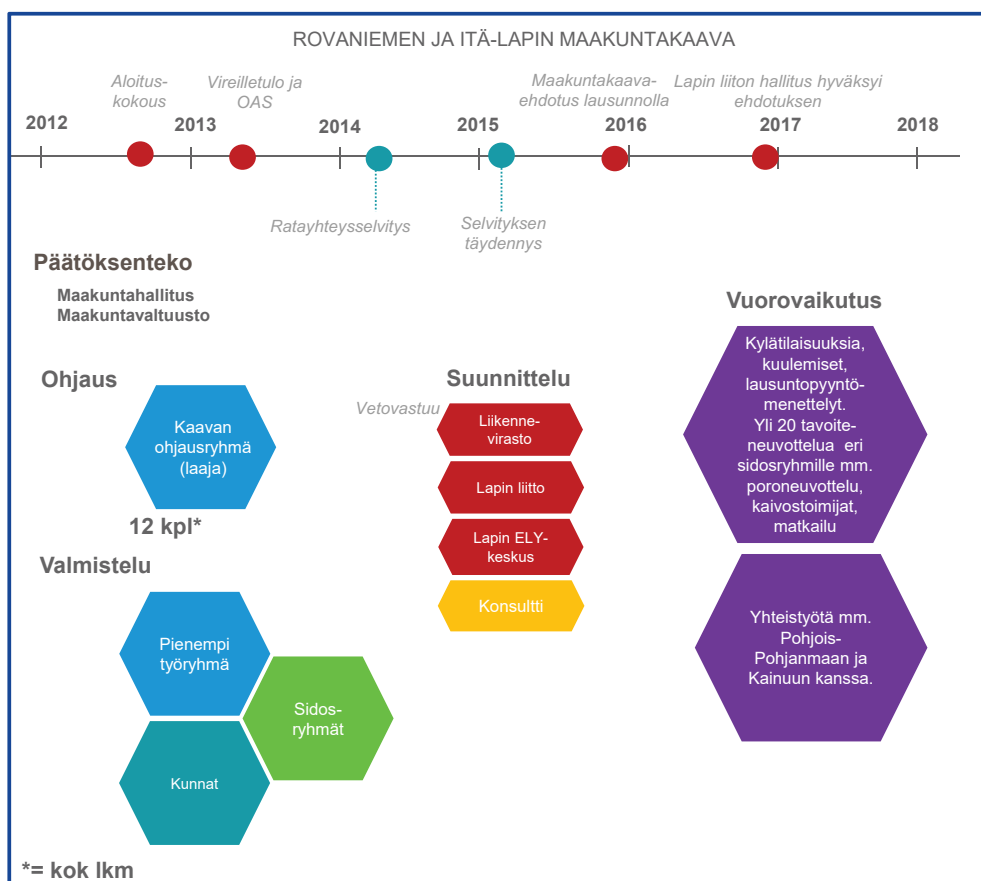 ROVANIEMEN JA ITÄ-LAPIN MAAKUNTAKAAVA
Aloitus-
kokous
Vireilletulo ja
OAS
Maakuntakaava-
ehdotus lausunnolla
Lapin liiton hallitus hyväksyi
ehdotuksen
2012
2013
2014
2015
2016
2017
2018
Ratayhteysselvitys
Selvityksen
täydennys
Päätöksenteko
Maakuntahallitus
Maakuntavaltuusto
Ohjaus
Kaavan
ohjausryhmä
(laaja)
12 kpl*
Valmistelu
Pienempi
työryhmä
Sidos-
ryhmät
Kunnat
Suunnittelu
Vetovastuu
Liikenne-
virasto
Lapin liitto
Lapin ELY-
keskus
Konsultti
Vuorovaikutus
Kylätilaisuuksia,
kuulemiset,
lausuntopyyntö-
menettelyt.
Yli 20 tavoite-
neuvottelua eri
sidosryhmille mm.
poroneuvottelu,
kaivostoimijat,
matkailu
Yhteistyötä mm.
Pohjois-
Pohjanmaan ja
Kainuun kanssa.
*= kok lkm